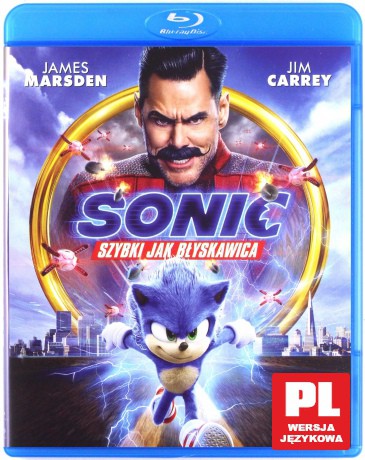 Blu-ray Disc
JAMES
MARSDEN
JIM
CARREY
SONIC
SZYBKI JAK BŁYSKAWICA
PL
WERSJA
JĘZYKOWA